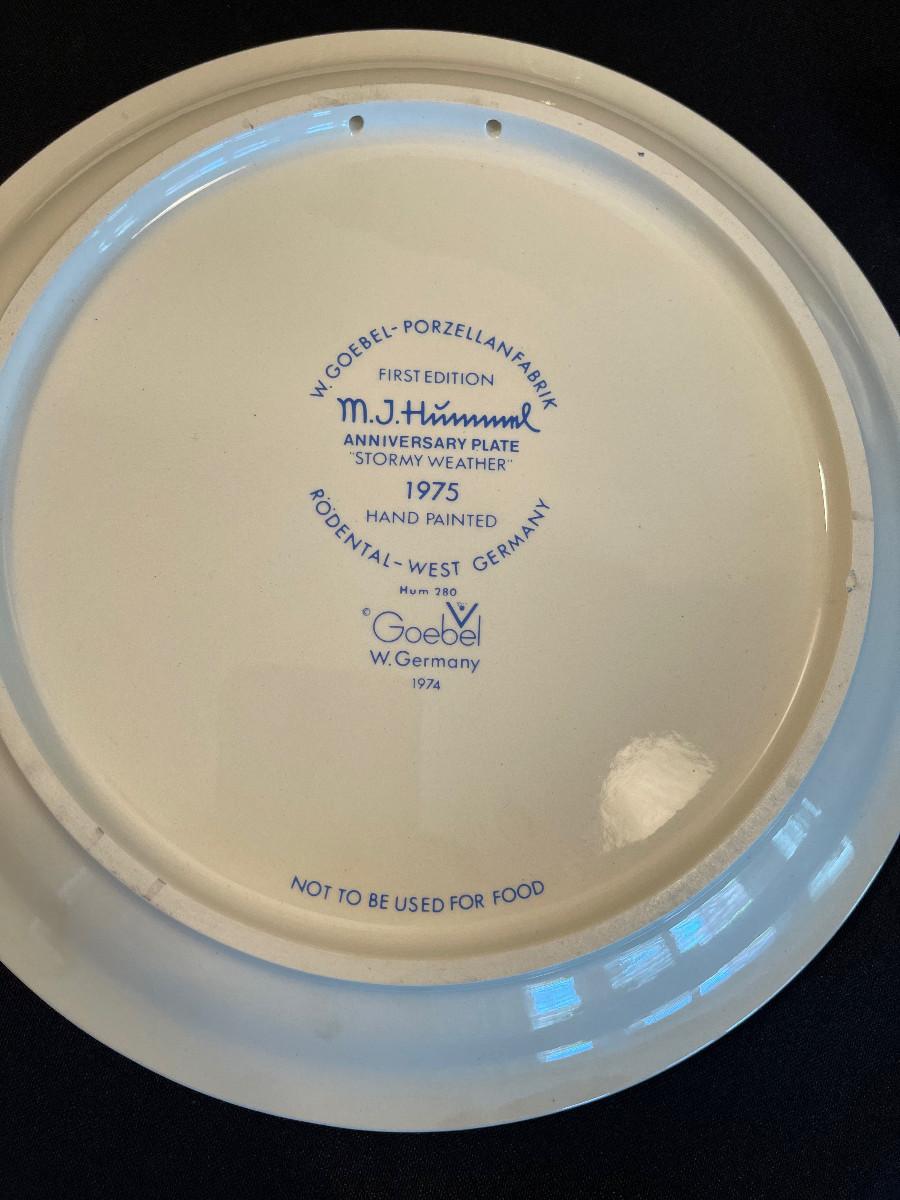 W. GOEBEL-PORZELLANFABRIK
FIRST EDITION
M.J.Hummel
ANNIVERSARY PLATE
"STORMY WEATHER"
1975
HAND PAINTED
RÖDENTAL-WEST GERMANY
Hum 280
© Goebel
W. Germany
1974
NOT TO BE USED FOR FOOD